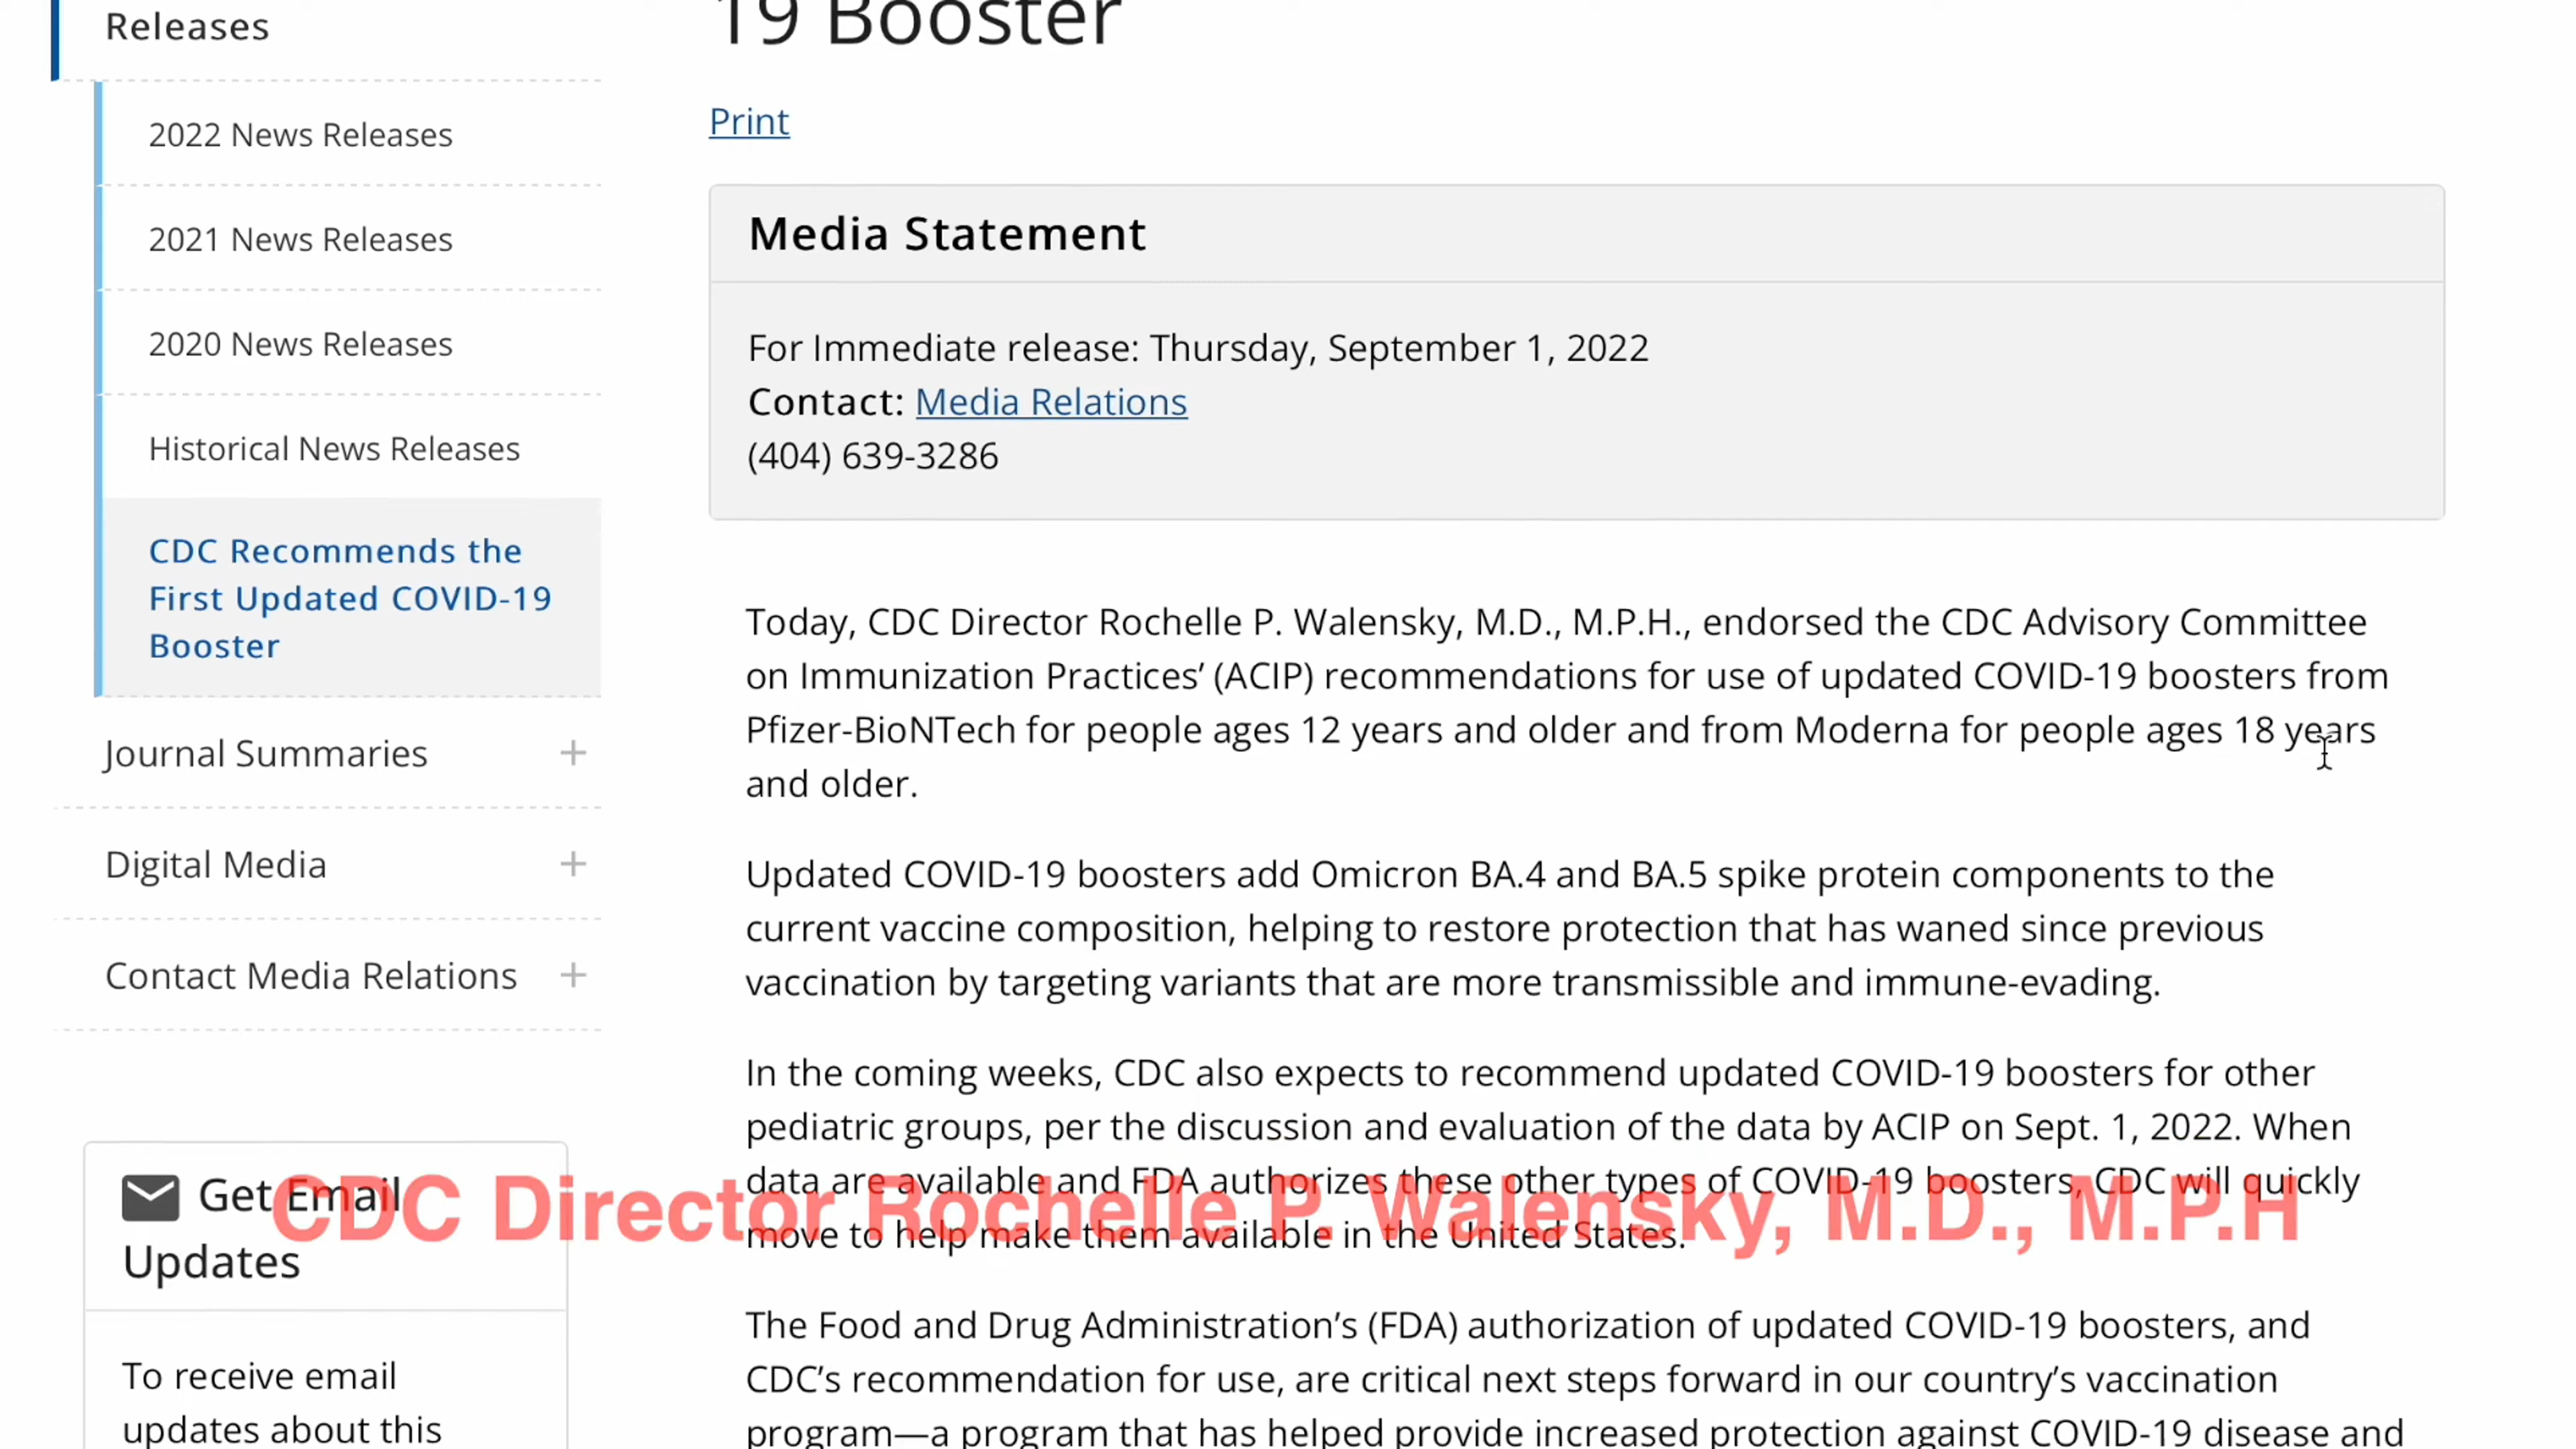 Releases
2022 News Releases
2021 News Releases
2020 News Releases
Historical News Releases
CDC Recommends the
First Updated COVID-19
Booster
Journal Summaries +
Digital Media +
Contact Media Relations +
Get Email
Updates
To receive email
updates about this
19 Booster
Print
Media Statement
For Immediate release: Thursday, September 1, 2022
Contact: Media Relations
(404) 639-3286
Today, CDC Director Rochelle P. Walensky, M.D., M.P.H., endorsed the CDC Advisory Committee
on Immunization Practices’ (ACIP) recommendations for use of updated COVID-19 boosters from
Pfizer-BioNTech for people ages 12 years and older and from Moderna for people ages 18 years
and older.
Updated COVID-19 boosters add Omicron BA.4 and BA.5 spike protein components to the
current vaccine composition, helping to restore protection that has waned since previous
vaccination by targeting variants that are more transmissible and immune-evading.
In the coming weeks, CDC also expects to recommend updated COVID-19 boosters for other
pediatric groups, per the discussion and evaluation of the data by ACIP on Sept. 1, 2022. When
data are available and FDA authorizes these other types of COVID-19 boosters, CDC will quickly
move to help make them available in the United States.
CDC Director Rochelle P. Walensky, M.D., M.P.H
The Food and Drug Administration’s (FDA) authorization of updated COVID-19 boosters, and
CDC’s recommendation for use, are critical next steps forward in our country’s vaccination
program—a program that has helped provide increased protection against COVID-19 disease and